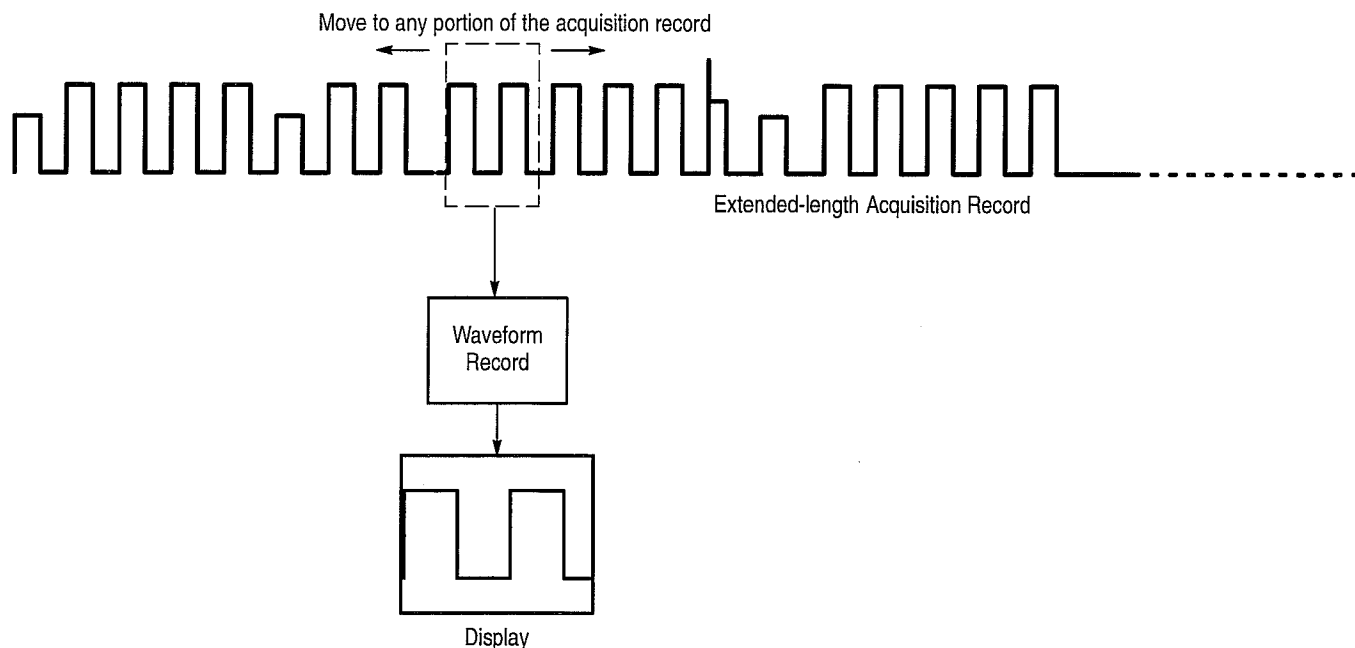 Move to any portion of the acquisition record
Extended-length Acquisition Record
Waveform
Record
Display